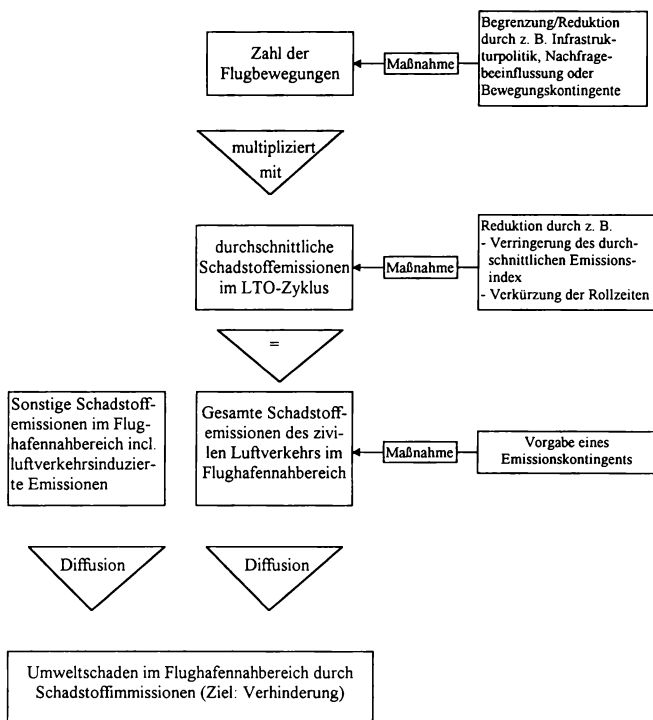 Zahl der
Flugbewegungen
Maßnahme
Begrenzung/Reduktion
durch z. B. Infrastruk-
turpolitik, Nachfrage-
beeinflussung oder
Bewegungskontingente
multipliziert
mit
durchschnittliche
Schadstoffemissionen
im LTO-Zyklus
Maßnahme
Reduktion durch z. B.
- Verringerung des durch-
schnittlichen Emissions-
index
- Verkürzung der Rollzeiten
=
Sonstige Schadstoff-
emissionen im Flug-
hafennahbereich incl.
luftverkehrsinduzier-
te Emissionen
Gesamte Schadstoff-
emissionen des zivi-
len Luftverkehrs im
Flughafennahbereich
Maßnahme
Vorgabe eines
Emissionskontingents
Diffusion
Diffusion
Umweltschaden im Flughafennahbereich durch
Schadstoffimmissionen (Ziel: Verhinderung)